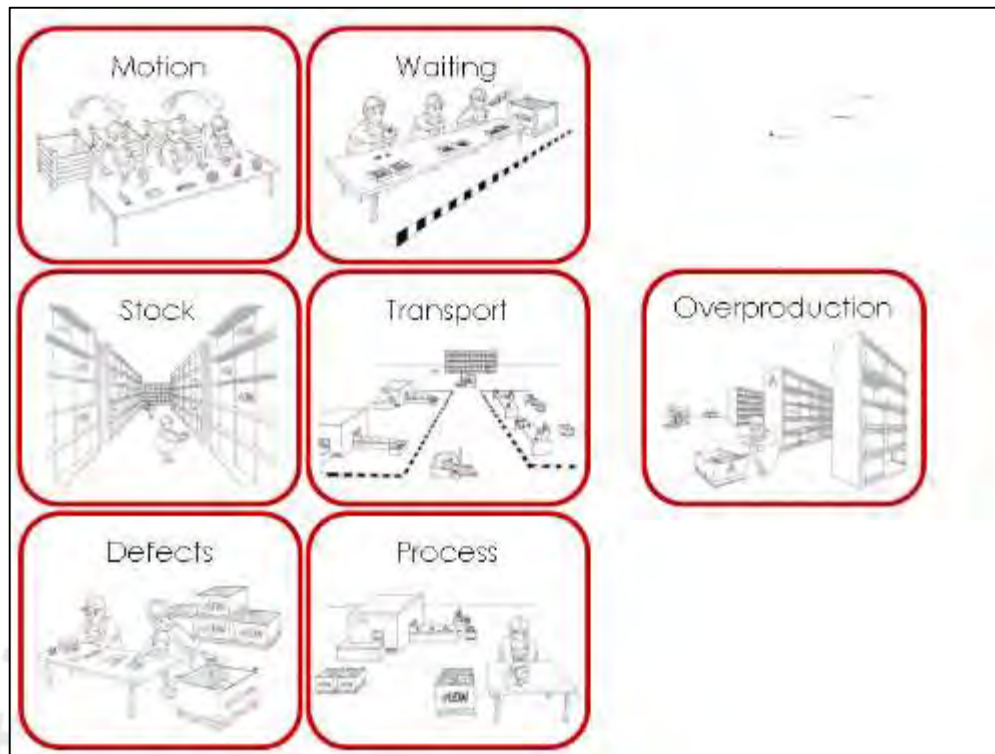 Motion
Waiting
Stock
Transport
Overproduction
A
Defects
Process